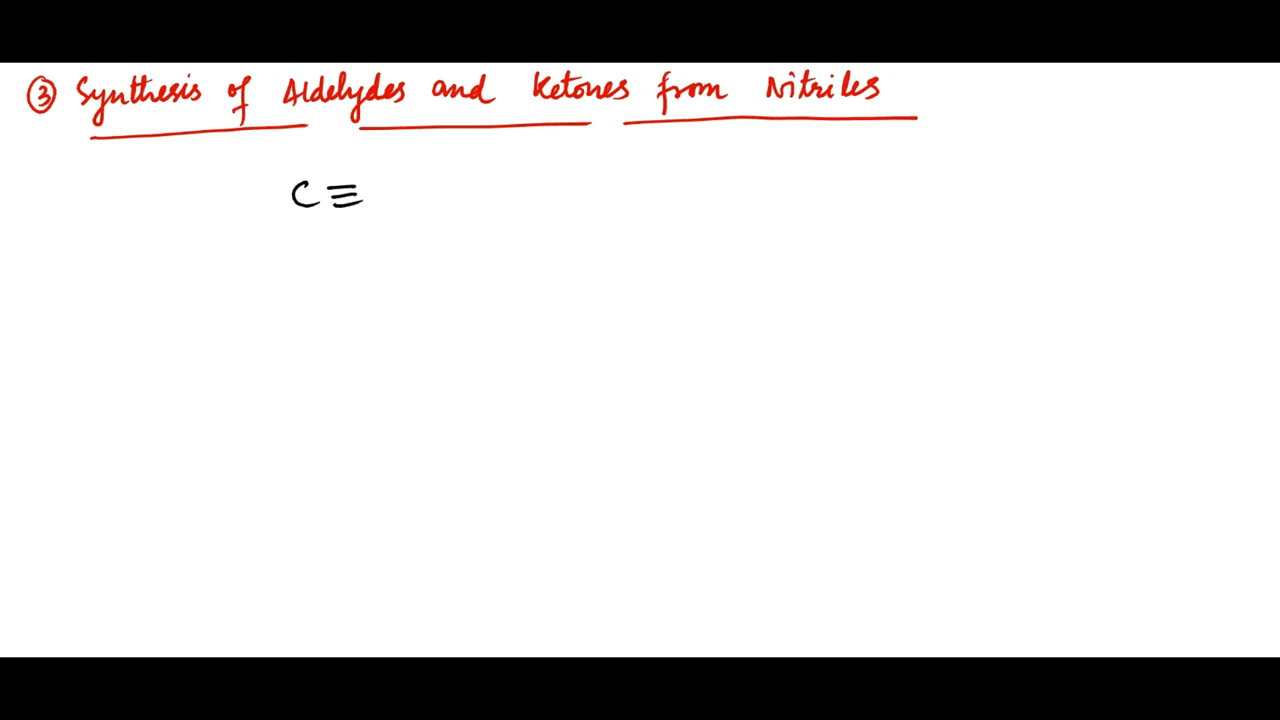 ③ Synthesis of Aldehydes and Ketones from Nitriles
C≡